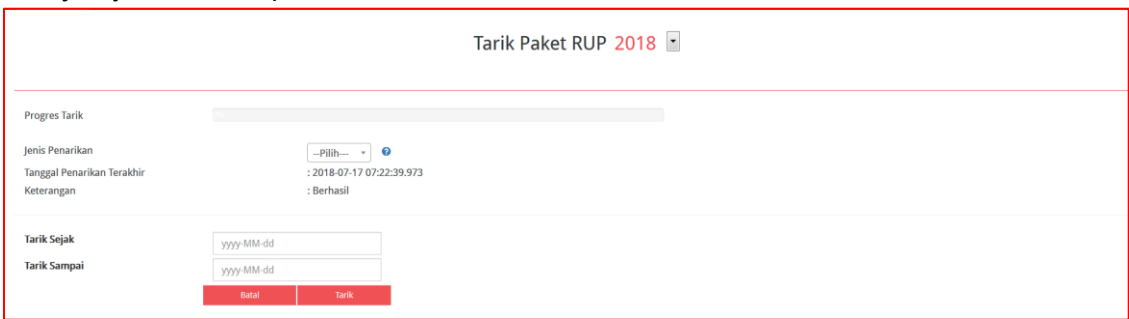 Tarik Paket RUP 2018
Progres Tarik
Jenis Penarikan --Pilih---
Tanggal Penarikan Terakhir : 2018-07-17 07:22:39.973
Keterangan : Berhasil
Tarik Sejak yyyy-MM-dd
Tarik Sampai yyyy-MM-dd
Batal Tarik